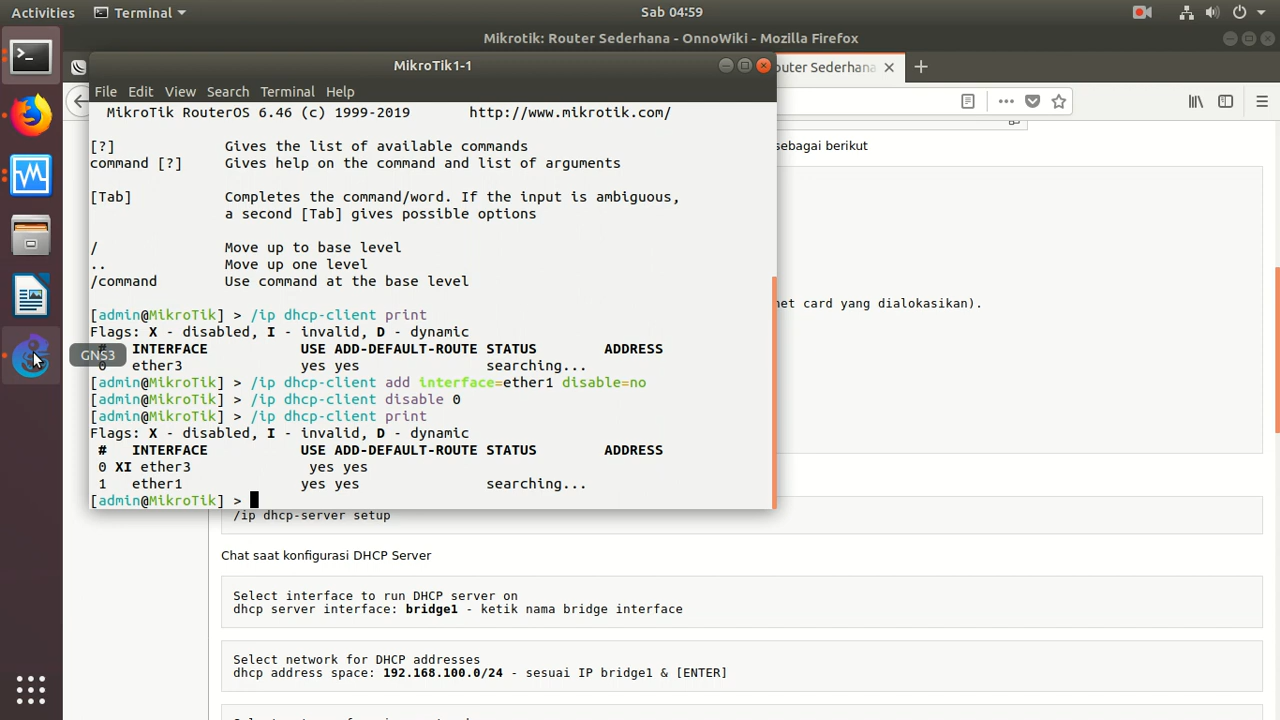 Activities
Terminal
Sab 04:59
Mikrotik: Router Sederhana - OnnoWiki - Mozilla Firefox
MikroTik1-1
outer Sederhana
File Edit View Search Terminal Help
MikroTik RouterOS 6.46 (c) 1999-2019 http://www.mikrotik.com/
[?] Gives the list of available commands
command [?] Gives help on the command and list of arguments
[Tab] Completes the command/word. If the input is ambiguous,
a second [Tab] gives possible options
/ Move up to base level
.. Move up one level
/command Use command at the base level
[admin@MikroTik] > /ip dhcp-client print
Flags: X - disabled, I - invalid, D - dynamic
# INTERFACE USE ADD-DEFAULT-ROUTE STATUS ADDRESS
0 ether3 yes yes searching...
[admin@MikroTik] > /ip dhcp-client add interface=ether1 disable=no
[admin@MikroTik] > /ip dhcp-client disable 0
[admin@MikroTik] > /ip dhcp-client print
Flags: X - disabled, I - invalid, D - dynamic
# INTERFACE USE ADD-DEFAULT-ROUTE STATUS ADDRESS
0 XI ether3 yes yes
1 ether1 yes yes searching...
[admin@MikroTik] >
GNS3
sebagai berikut
net card yang dialokasikan).
/ip dhcp-server setup
Chat saat konfigurasi DHCP Server
Select interface to run DHCP server on
dhcp server interface: bridge1 - ketik nama bridge interface
Select network for DHCP addresses
dhcp address space: 192.168.100.0/24 - sesuai IP bridge1 & [ENTER]